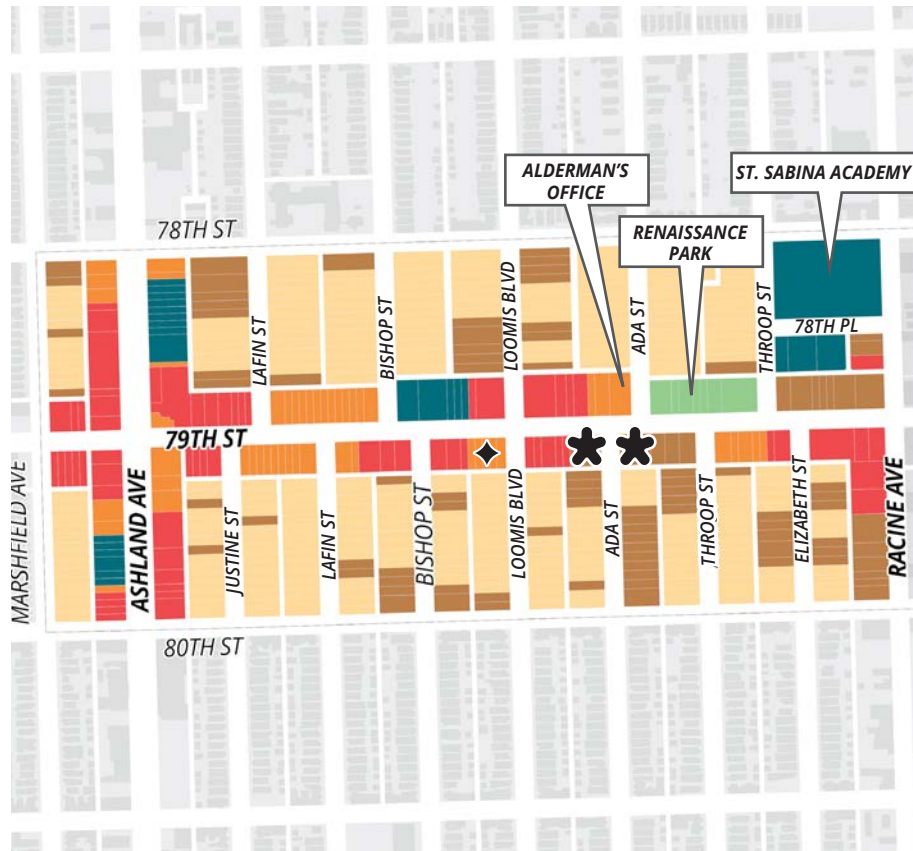 ALDERMAN'S
OFFICE
ST. SABINA ACADEMY
RENAISSANCE
PARK
78TH ST
LAFIN ST
BISHOP ST
LOOMIS BLVD
ADA ST
THROOP ST
78TH PL
79TH ST
MARSHFIELD AVE
ASHLAND AVE
JUSTINE ST
LAFIN ST
BISHOP ST
LOOMIS BLVD
ADA ST
THROOP ST
ELIZABETH ST
RACINE AVE
80TH ST